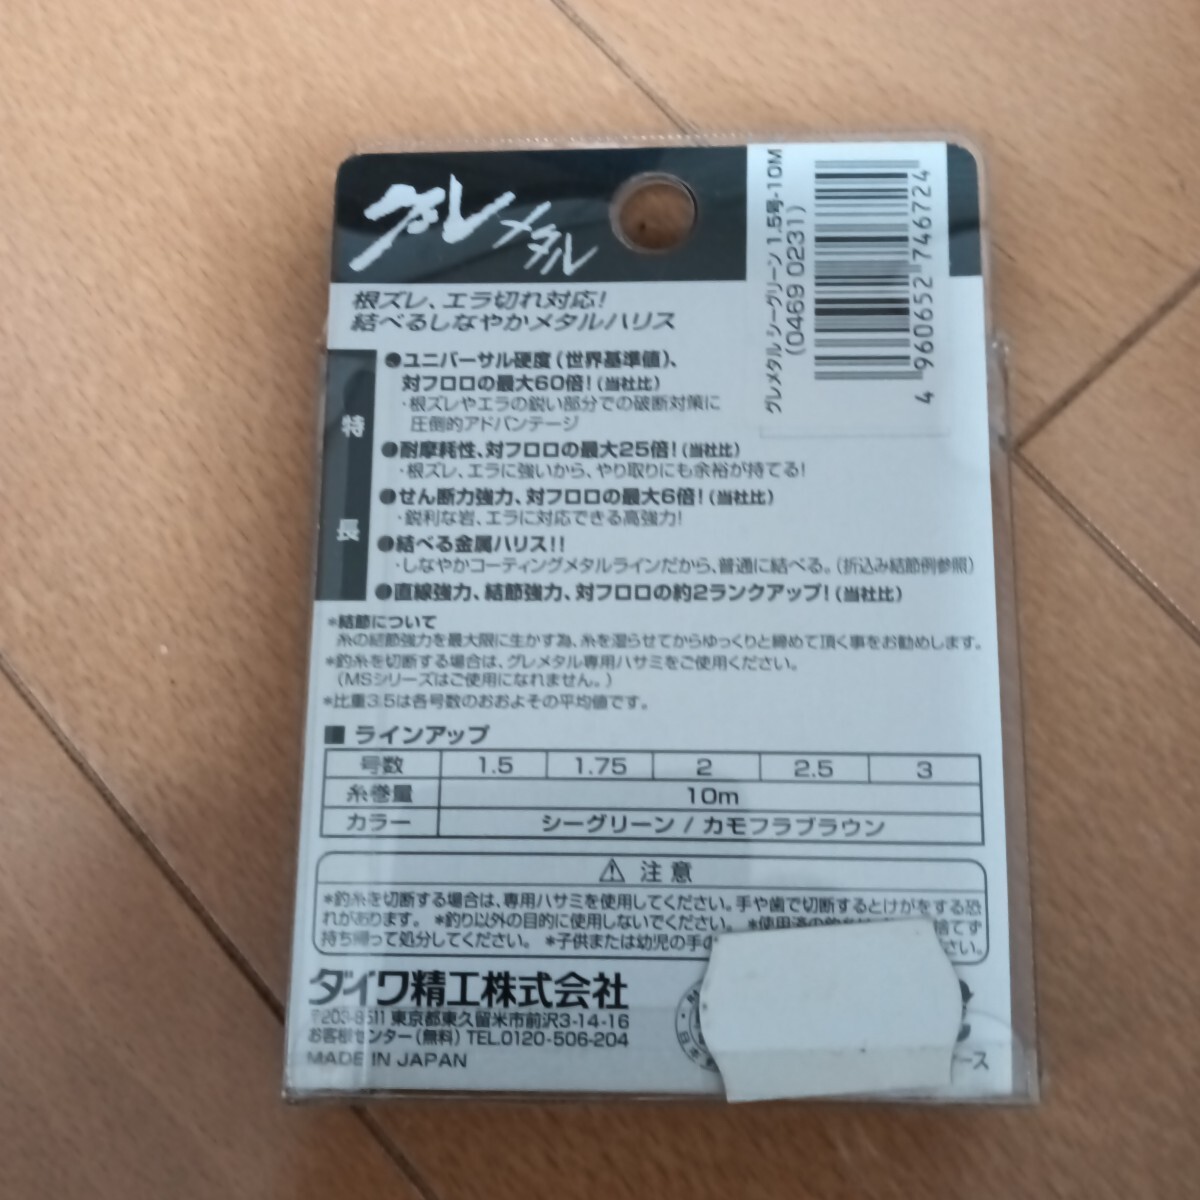 グレメタル
根ズレ、エラ切れ対応!
結べるしなやかメタルハリス
グレメタル シーグリーン 1.5号-10M
(0469 0231)
4 960652 746724
特長
●ユニバーサル硬度(世界基準値)、
対フロロの最大60倍!(当社比)
・根ズレやエラの鋭い部分での破断対策に
圧倒的アドバンテージ
●耐摩耗性、対フロロの最大25倍!(当社比)
・根ズレ、エラに強いから、やり取りにも余裕が持てる!
●せん断力強力、対フロロの最大6倍!(当社比)
・鋭利な岩、エラに対応できる高強力!
●結べる金属ハリス!!
・しなやかコーティングメタルラインだから、普通に結べる。(折込み結節例参照)
●直線強力、結節強力、対フロロの約2ランクアップ!(当社比)
*結節について
糸の結節強力を最大限に生かす為、糸を湿らせてからゆっくりと締めて頂く事をお勧めします。
*釣糸を切断する場合は、グレメタル専用ハサミをご使用ください。
(MSシリーズはご使用になれません。)
*比重3.5は各号数のおおよその平均値です。
■ ラインアップ
号数 1.5 1.75 2 2.5 3
糸巻量 10m
カラー シーグリーン / カモフラブラウン
⚠ 注意
*釣糸を切断する場合は、専用ハサミを使用してください。手や歯で切断するとけがをする恐
れがあります。 *釣り以外の目的に使用しないでください。 *使用済の釣糸は 捨てず
持ち帰って処分してください。 *子供または幼児の手の ださい。
ダイワ精工株式会社
〒203-8511 東京都東久留米市前沢3-14-16
お客様センター(無料) TEL.0120-506-204
MADE IN JAPAN
ース